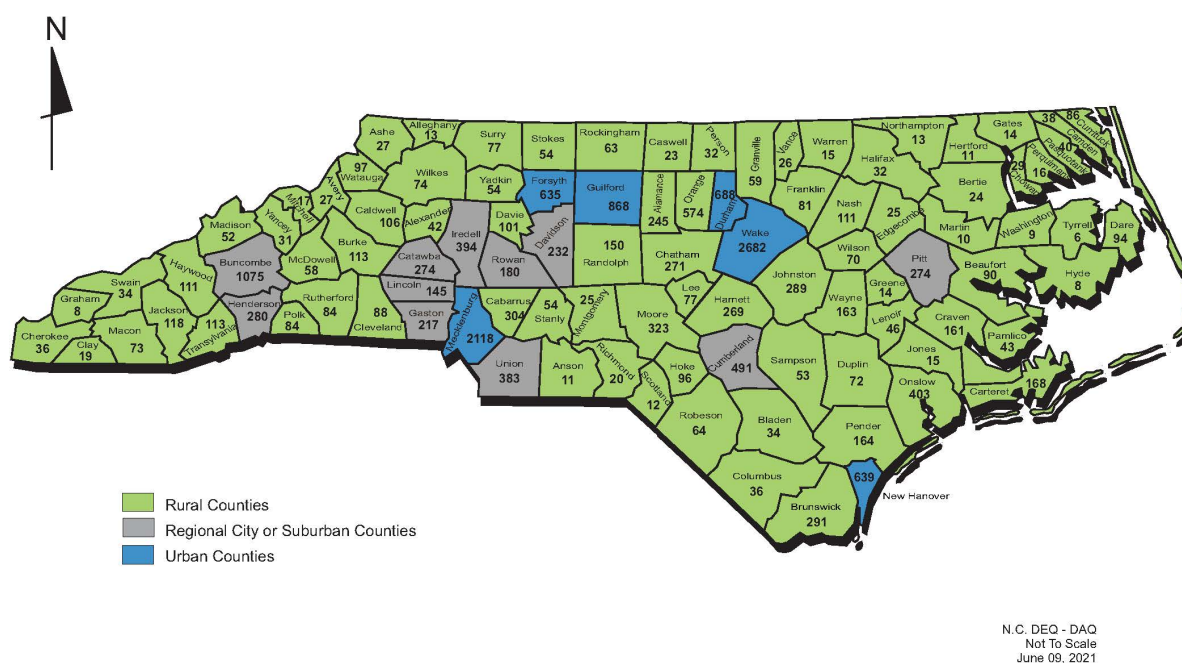 N
Alleghany
13
Ashe
27
Surry
77
Stokes
54
Rockingham
63
Caswell
23
Person
32
Granville
59
Vance
26
Warren
15
Northampton
13
Gates
14
Hertford
11
38
86
Currituck
Camden
40
Pasquotank
16
Perquimans
29
Chowan
Halifax
32
Bertie
24
97
Watauga
Wilkes
74
Yadkin
54
Forsyth
635
Guilford
868
Alamance
245
Orange
574
688
Durham
Wake
2682
Franklin
81
Nash
111
25
Edgecombe
Martin
10
Washington
9
Tyrrell
6
Dare
94
Avery
27
17
Mitchell
Yancey
31
Madison
52
Caldwell
106
Alexander
42
Iredell
394
Davie
101
Davidson
232
150
Randolph
Chatham
271
Johnston
289
Wilson
70
Pitt
274
Beaufort
90
Hyde
8
Greene
14
Burke
113
McDowell
58
Catawba
274
Rowan
180
Lincoln
145
Buncombe
1075
Haywood
111
Swain
34
Graham
8
Cherokee
36
Clay
19
Macon
73
Jackson
118
113
Transylvania
Henderson
280
Polk
84
Rutherford
84
88
Cleveland
Gaston
217
Mecklenburg
2118
Cabarrus
304
54
Stanly
25
Montgomery
Moore
323
Lee
77
Harnett
269
Wayne
163
Lenoir
46
Craven
161
Pamlico
43
Jones
15
Union
383
Anson
11
Richmond
20
Scotland
12
Hoke
96
Cumberland
491
Sampson
53
Duplin
72
Onslow
403
Carteret
168
Robeson
64
Bladen
34
Pender
164
Columbus
36
Brunswick
291
639
New Hanover
Rural Counties
Regional City or Suburban Counties
Urban Counties
N.C. DEQ - DAQ
Not To Scale
June 09, 2021